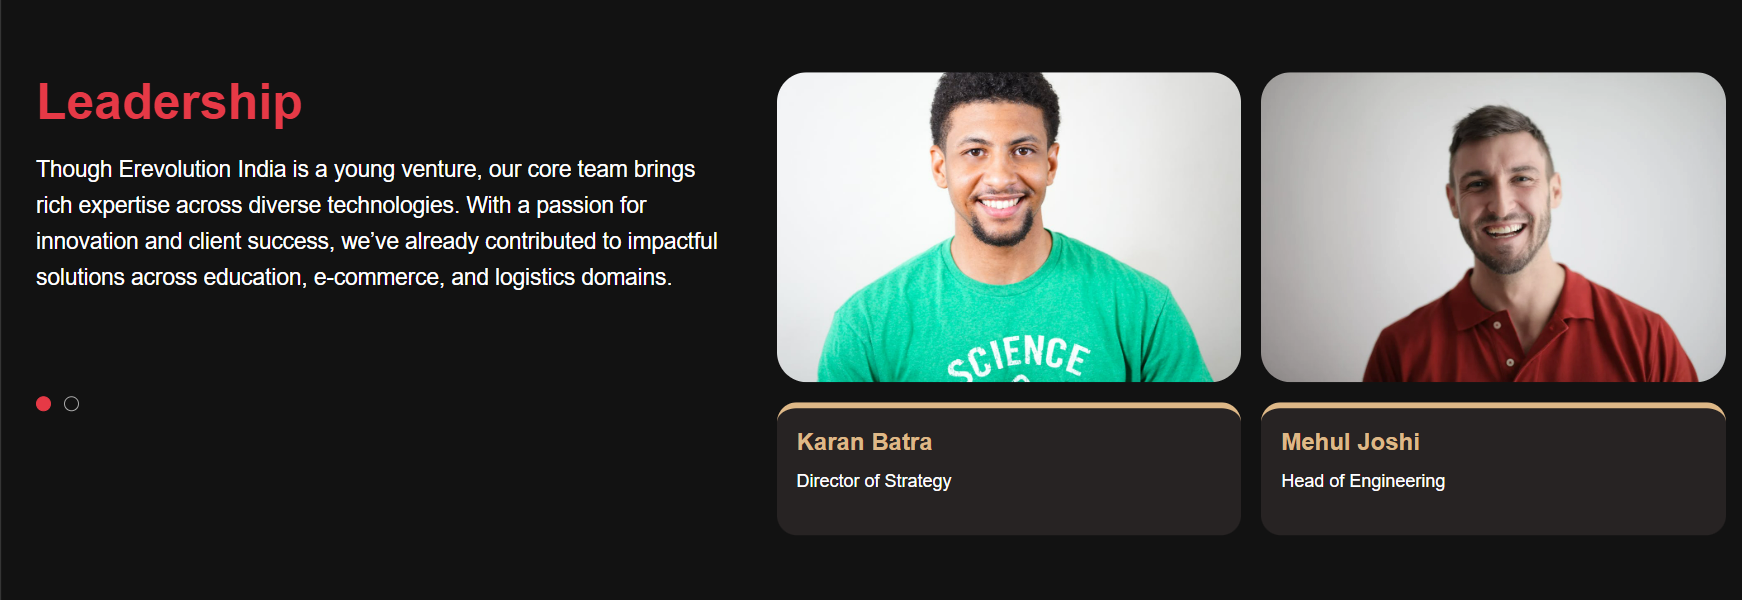 Leadership
Though Erevolution India is a young venture, our core team brings
rich expertise across diverse technologies. With a passion for
innovation and client success, we’ve already contributed to impactful
solutions across education, e-commerce, and logistics domains.
SCIENCE
Karan Batra
Director of Strategy
Mehul Joshi
Head of Engineering